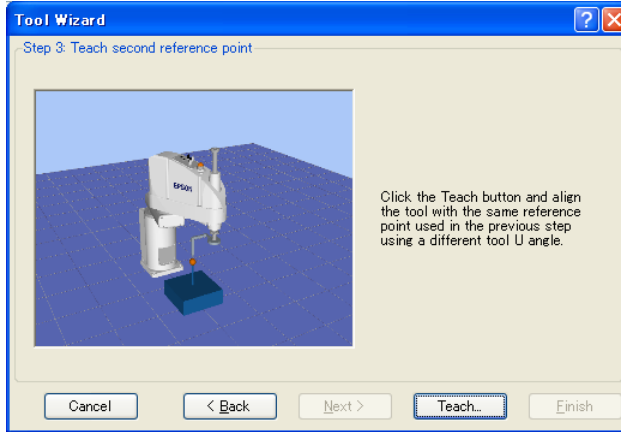 Tool Wizard
Step 3: Teach second reference point
EPSON
Click the Teach button and align
the tool with the same reference
point used in the previous step
using a different tool U angle.
Cancel
< Back
Next >
Teach...
Finish